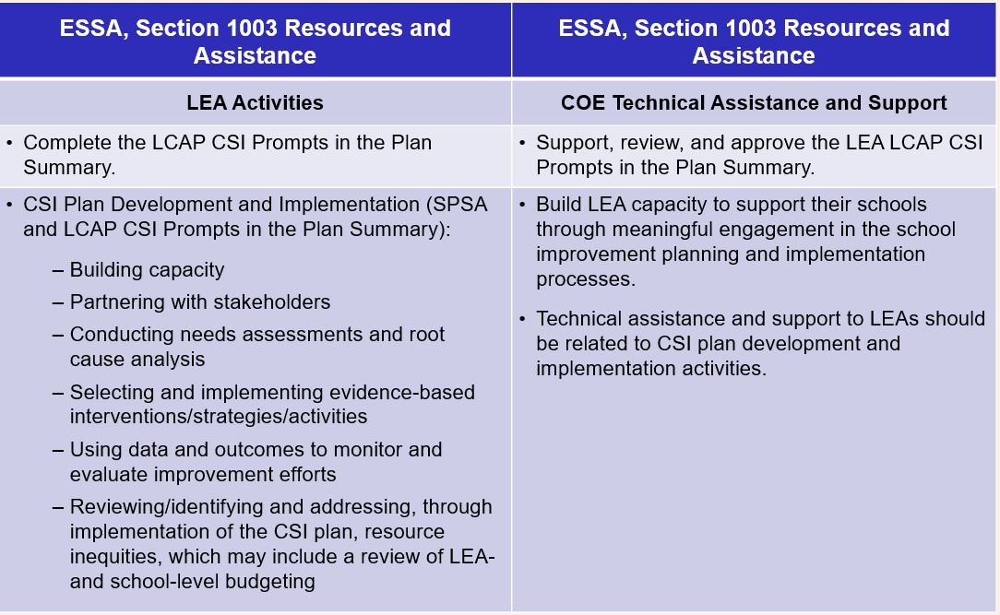 ESSA, Section 1003 Resources and
Assistance
ESSA, Section 1003 Resources and
Assistance
LEA Activities
COE Technical Assistance and Support
• Complete the LCAP CSI Prompts in the Plan
Summary.
• Support, review, and approve the LEA LCAP CSI
Prompts in the Plan Summary.
• CSI Plan Development and Implementation (SPSA
and LCAP CSI Prompts in the Plan Summary):
– Building capacity
– Partnering with stakeholders
– Conducting needs assessments and root
cause analysis
– Selecting and implementing evidence-based
interventions/strategies/activities
– Using data and outcomes to monitor and
evaluate improvement efforts
– Reviewing/identifying and addressing, through
implementation of the CSI plan, resource
inequities, which may include a review of LEA-
and school-level budgeting
• Build LEA capacity to support their schools
through meaningful engagement in the school
improvement planning and implementation
processes.
• Technical assistance and support to LEAs should
be related to CSI plan development and
implementation activities.